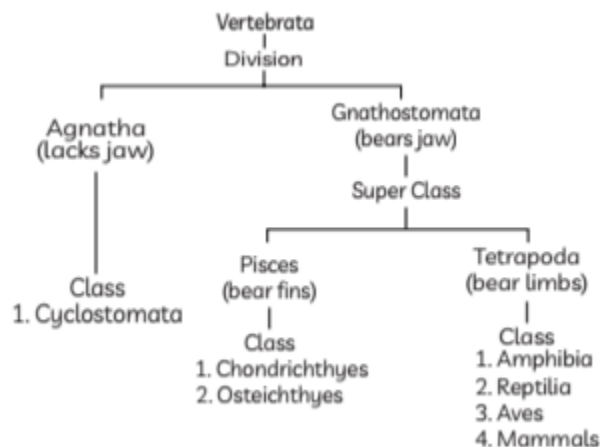 Vertebrata
Division
Agnatha
(lacks jaw)
Class
1. Cyclostomata
Gnathostomata
(bears jaw)
Super Class
Pisces
(bear fins)
Class
1. Chondrichthyes
2. Osteichthyes
Tetrapoda
(bear limbs)
Class
1. Amphibia
2. Reptilia
3. Aves
4. Mammals